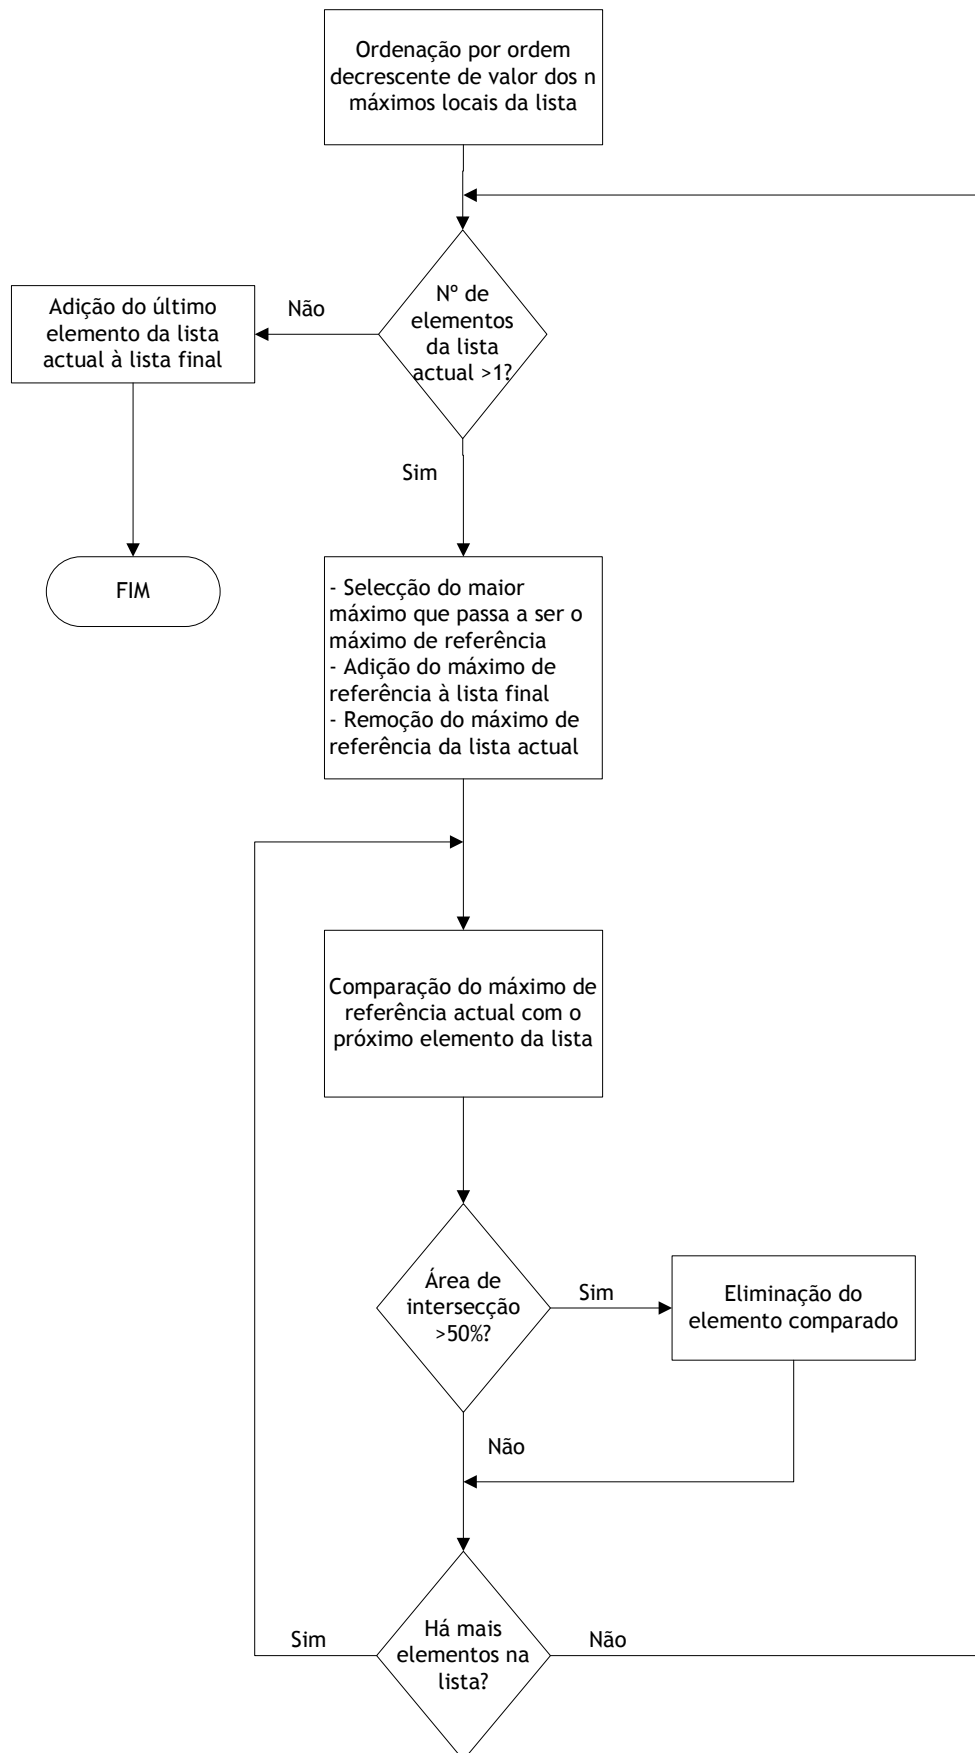 Ordenação por ordem
decrescente de valor dos n
máximos locais da lista
Nº de
elementos
da lista
actual >1?
Não
Adição do último
elemento da lista
actual à lista final
Sim
FIM
- Selecção do maior
máximo que passa a ser o
máximo de referência
- Adição do máximo de
referência à lista final
- Remoção do máximo de
referência da lista actual
Comparação do máximo de
referência actual com o
próximo elemento da lista
Área de
intersecção
>50%?
Sim
Eliminação do
elemento comparado
Não
Há mais
elementos na
lista?
Sim
Não